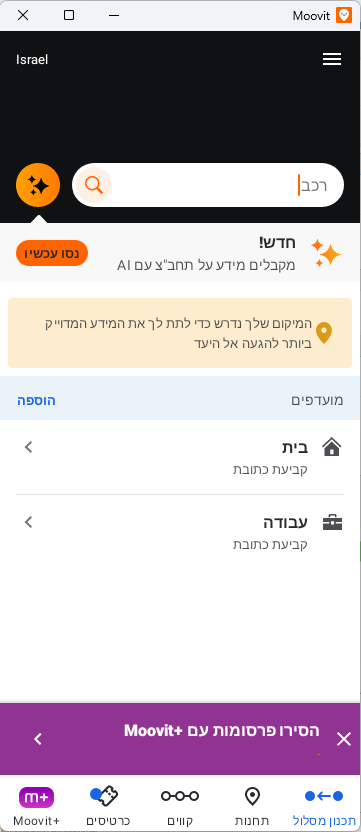 Moovit
Israel
רכב
חדש!
מקבלים מידע על תחב"צ עם AI
נסו עכשיו
המיקום שלך נדרש כדי לתת לך את המידע המדוייק
ביותר להגעה אל היעד
מועדפים
הוספה
בית
קביעת כתובת
עבודה
קביעת כתובת
הסירו פרסומות עם Moovit+
תכנון מסלול
תחנות
קווים
כרטיסים
m+
Moovit+